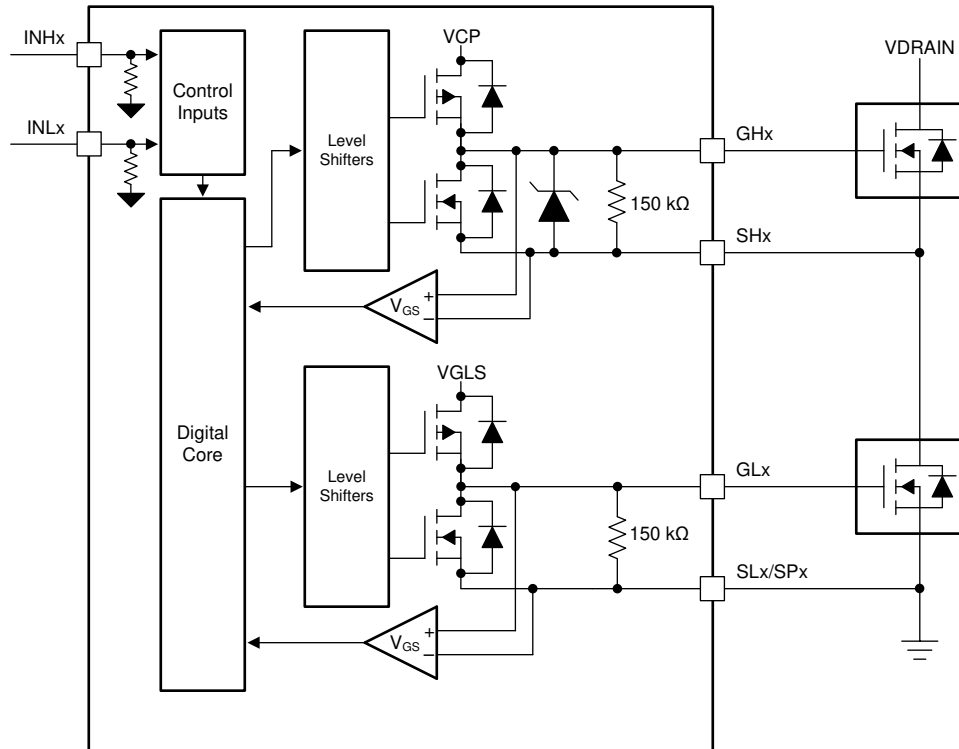 INHx
INLx
Control
Inputs
Level
Shifters
VCP
VDRAIN
GHx
150 kΩ
SHx
VGS
+
−
Digital
Core
Level
Shifters
VGLS
GLx
150 kΩ
SLx/SPx
VGS
+
−